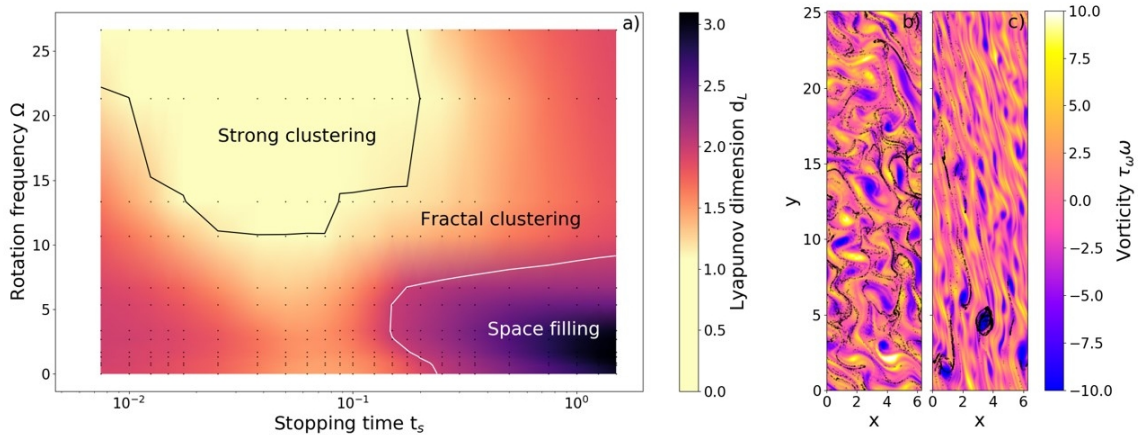 a)
25
20
15
10
5
0
Rotation frequency Ω
Strong clustering
Fractal clustering
Space filling
10⁻²
10⁻¹
10⁰
Stopping time tₛ
3.0
2.5
2.0
1.5
1.0
0.5
0.0
Lyapunov dimension d_L
b)
25
20
15
10
5
0
y
0 2 4 6
x
c)
0 2 4 6
x
10.0
7.5
5.0
2.5
0.0
−2.5
−5.0
−7.5
−10.0
Vorticity τ_ω ω